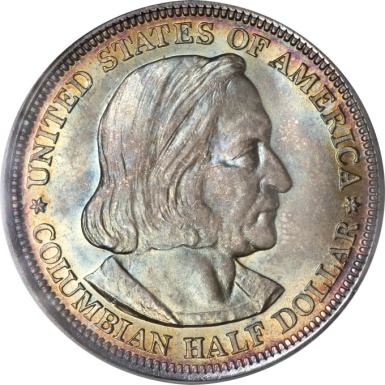 UNITED STATES OF AMERICA
COLUMBIAN HALF DOLLAR